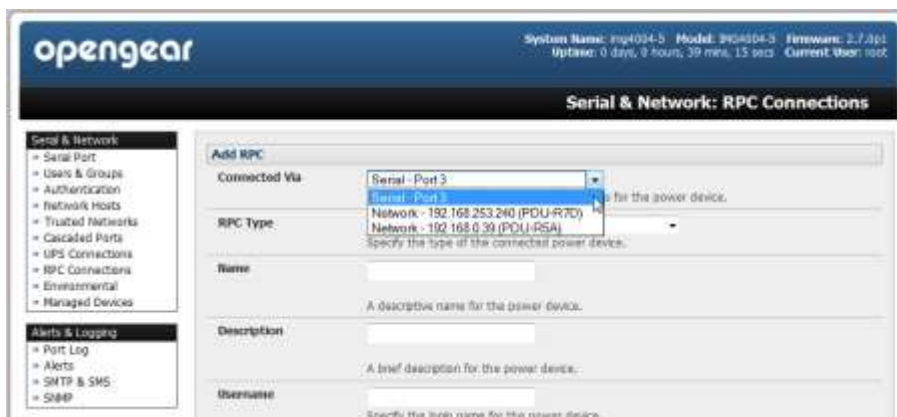 opengear
System Name: img4004-5 Model: IMG4004-5 Firmware: 2.7.0p1
Uptime: 0 days, 0 hours, 39 mins, 15 secs Current User: root
Serial & Network: RPC Connections
Serial & Network
» Serial Port
» Users & Groups
» Authentication
» Network Hosts
» Trusted Networks
» Cascaded Ports
» UPS Connections
» RPC Connections
» Environmental
» Managed Devices
Alerts & Logging
» Port Log
» Alerts
» SMTP & SMS
» SNMP
Add RPC
Connected Via
Serial - Port 3
Serial - Port 3
Network - 192.168.253.240 (PDU-R7D)
Network - 192.168.0.39 (PDU-R5A)
for the power device.
RPC Type
Specify the type of the connected power device.
Name
A descriptive name for the power device.
Description
A brief description for the power device.
Username
Specify the login name for the power device.